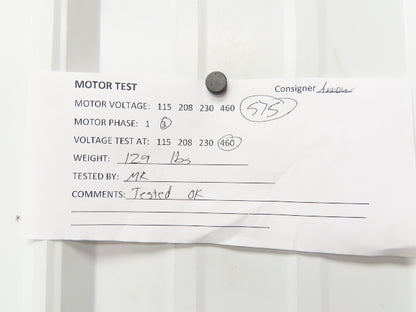 MOTOR TEST Consigner
MOTOR VOLTAGE: 115 208 230 460 575
MOTOR PHASE: 1 3
VOLTAGE TEST AT: 115 208 230 460
WEIGHT: 129 lbs
TESTED BY: MR
COMMENTS: Tested OK